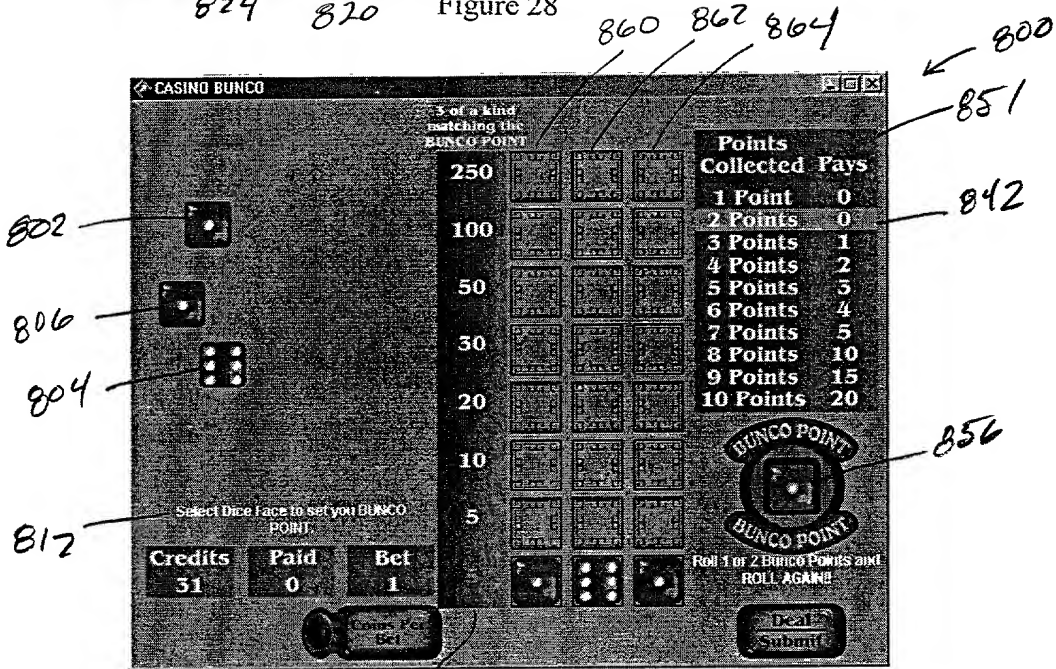 824 820 Figure 28
860 862 864 800
CASINO BUNCO
851
3 of a kind
matching the
BUNCO POINT
Points
Collected Pays
250
1 Point 0
842
2 Points 0
802
100
3 Points 1
4 Points 2
50
5 Points 3
6 Points 4
806
30
7 Points 5
8 Points 10
804
9 Points 15
20
10 Points 20
BUNCO POINT
856
10
BUNCO POINT
812
Select Dice Face to set you BUNCO
POINT.
5
Credits Paid Bet
31 0 1
Roll 1 or 2 Bunco Points and
ROLL AGAIN!!
Coins Per
Bet
Deal
Submit